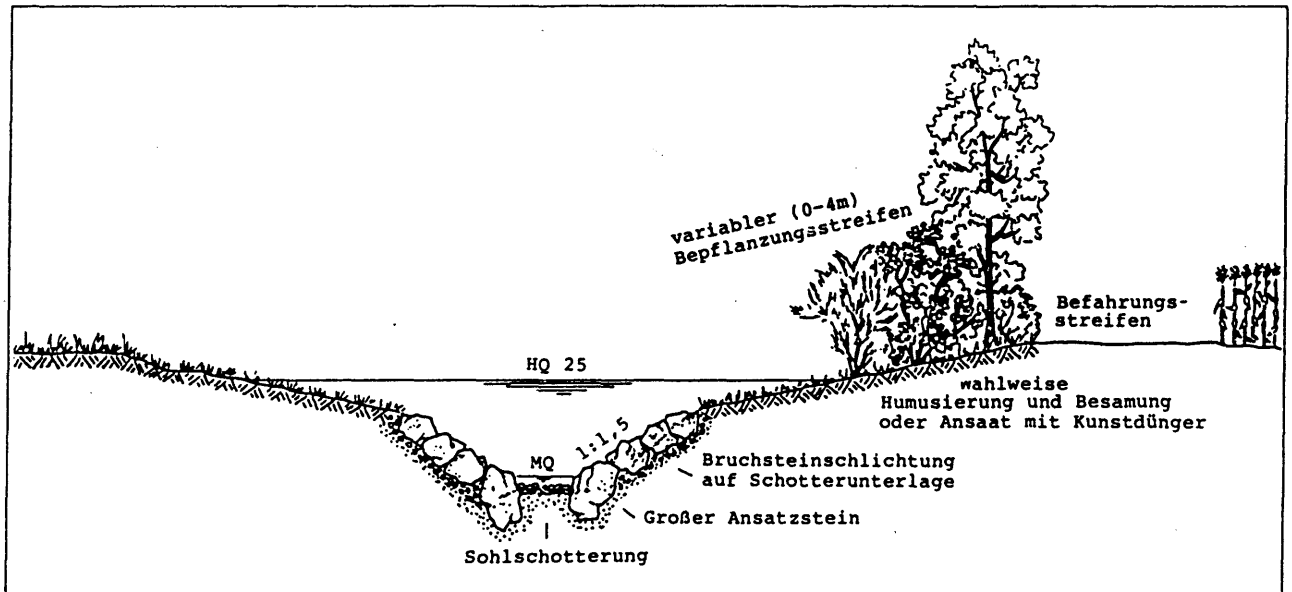 variabler (0-4m)
Bepflanzungsstreifen
Befahrungs-
streifen
HQ 25
wahlweise
Humusierung und Besamung
oder Ansaat mit Kunstdünger
1:1,5
MQ
Bruchsteinschlichtung
auf Schotterunterlage
Großer Ansatzstein
Sohlschotterung